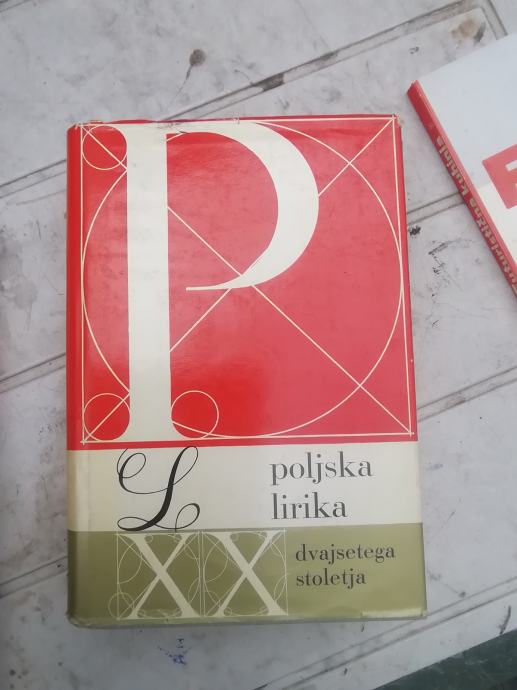 P
L
poljska
lirika
XX
dvajsetega
stoletja